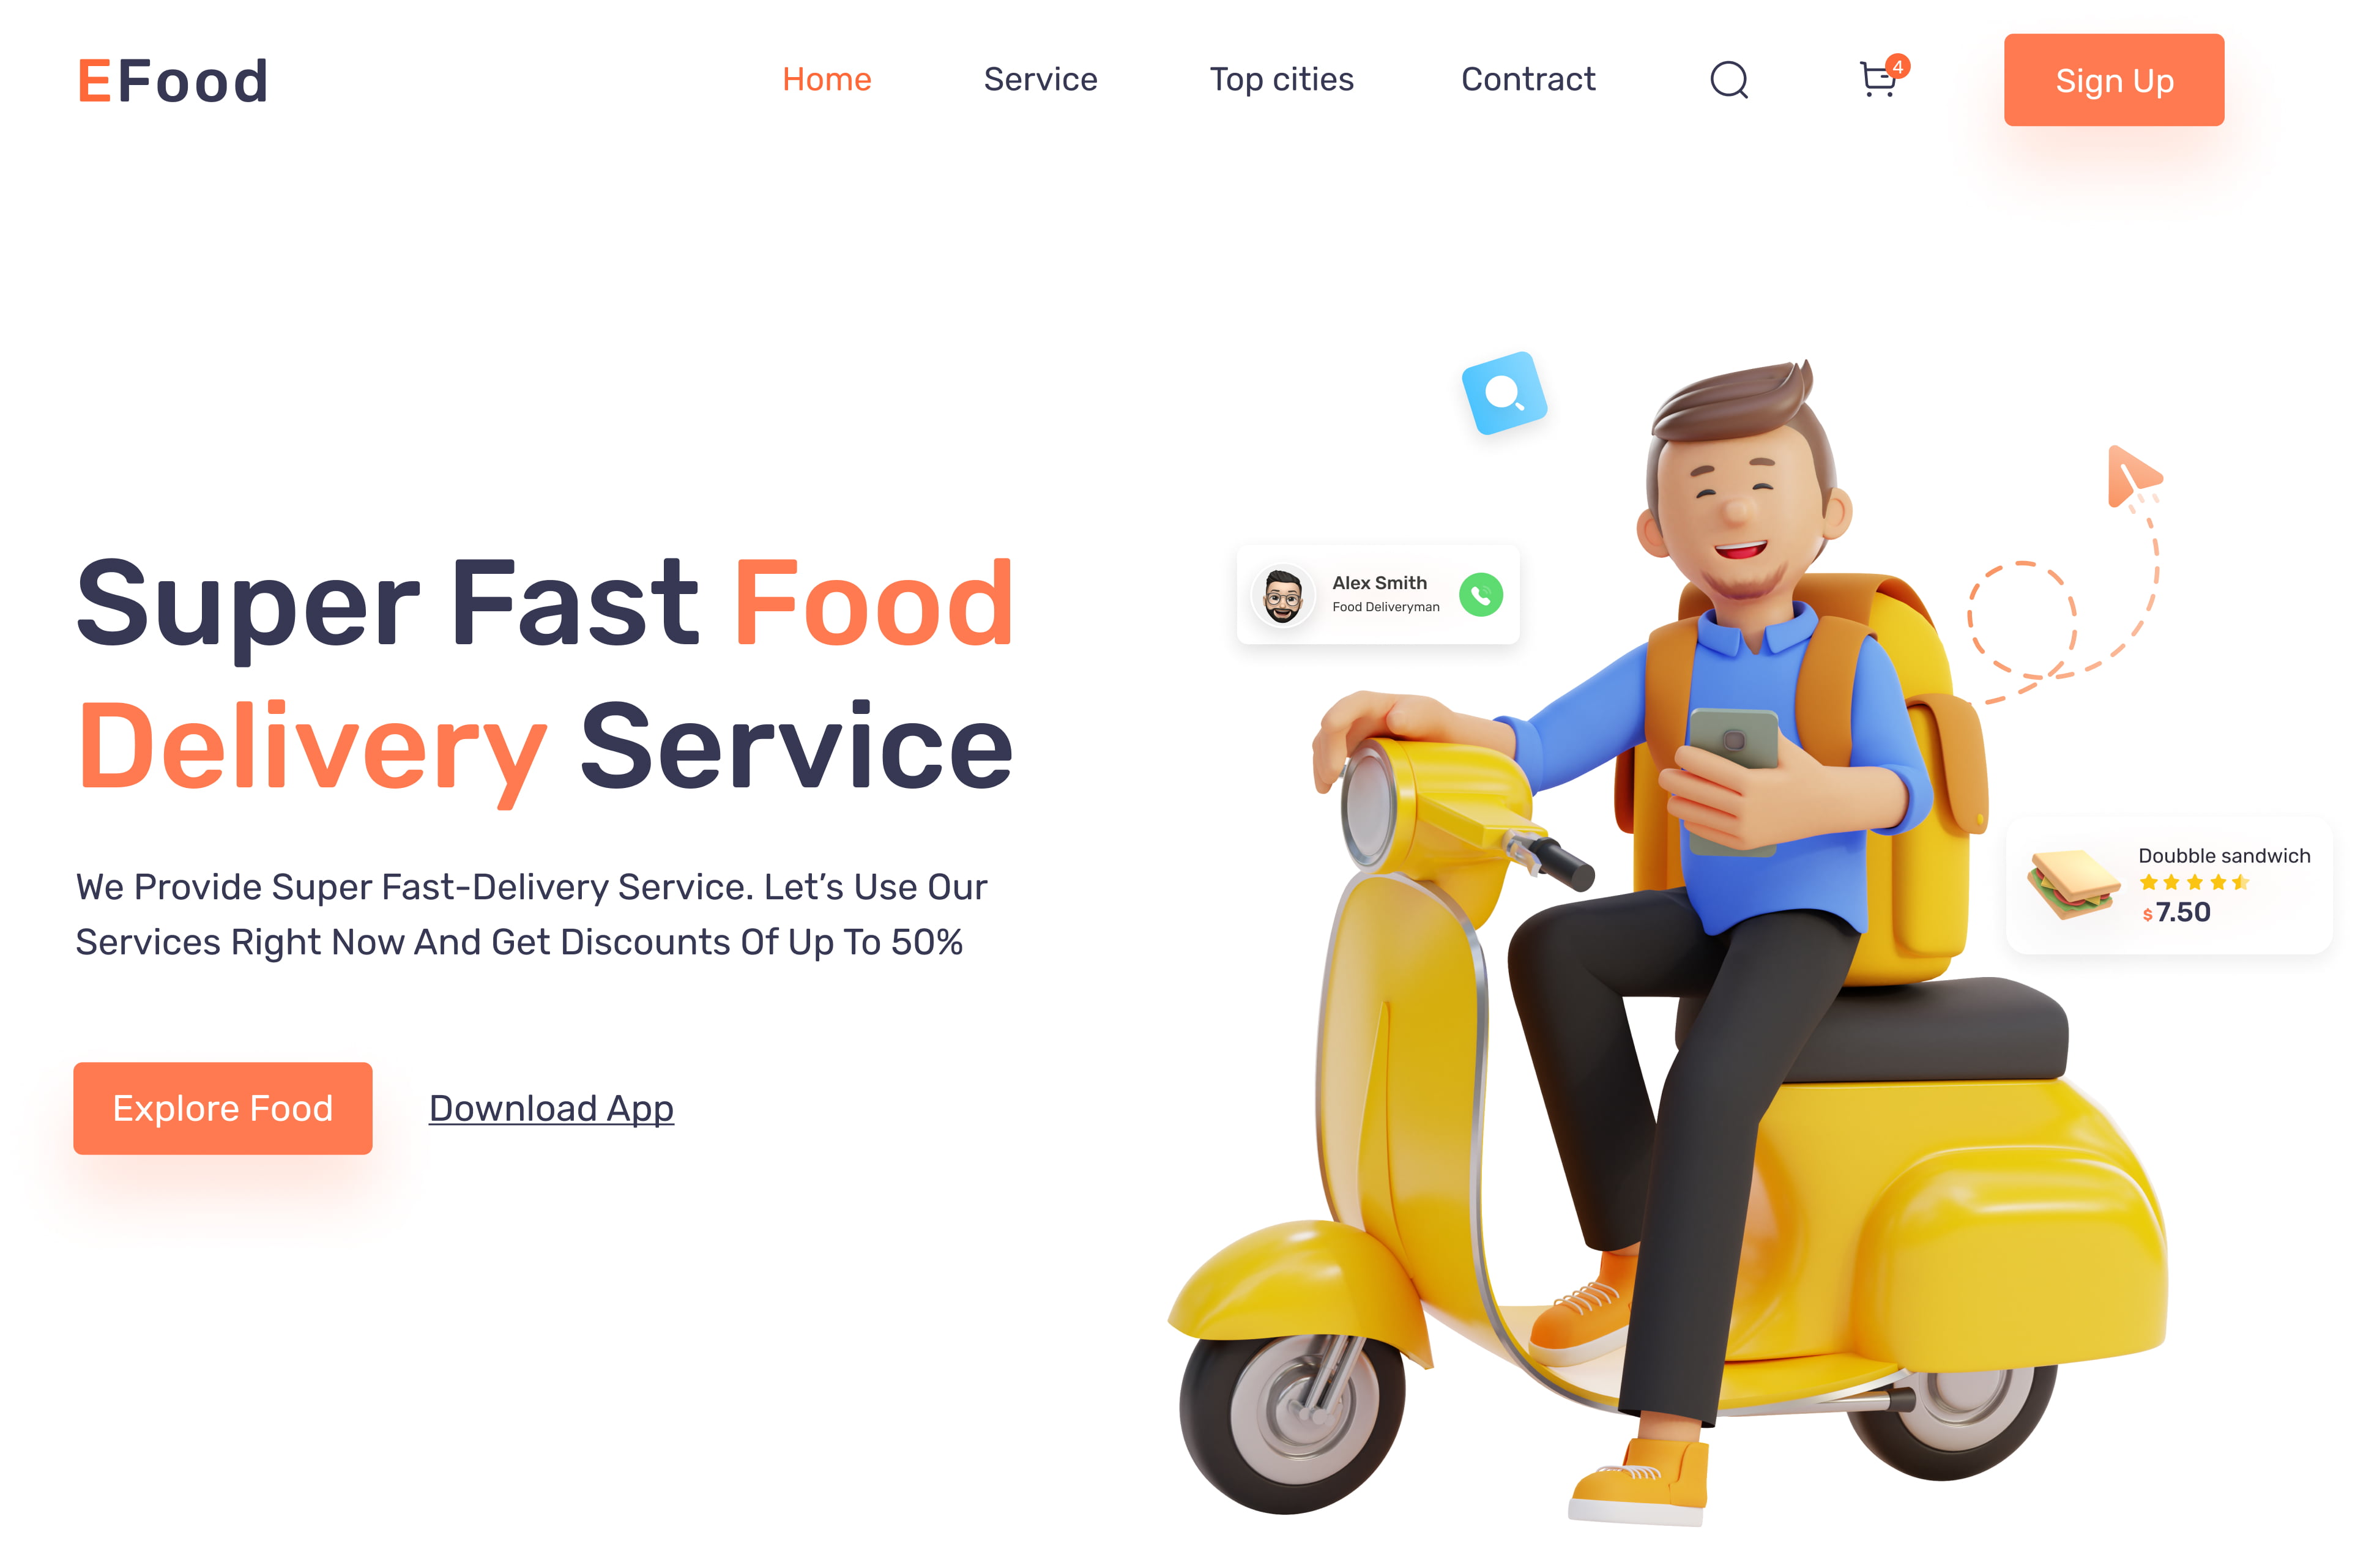 EFood
Home
Service
Top cities
Contract
4
Sign Up
Super Fast Food
Delivery Service
We Provide Super Fast-Delivery Service. Let’s Use Our
Services Right Now And Get Discounts Of Up To 50%
Explore Food
Download App
Alex Smith
Food Deliveryman
Doubble sandwich
$7.50